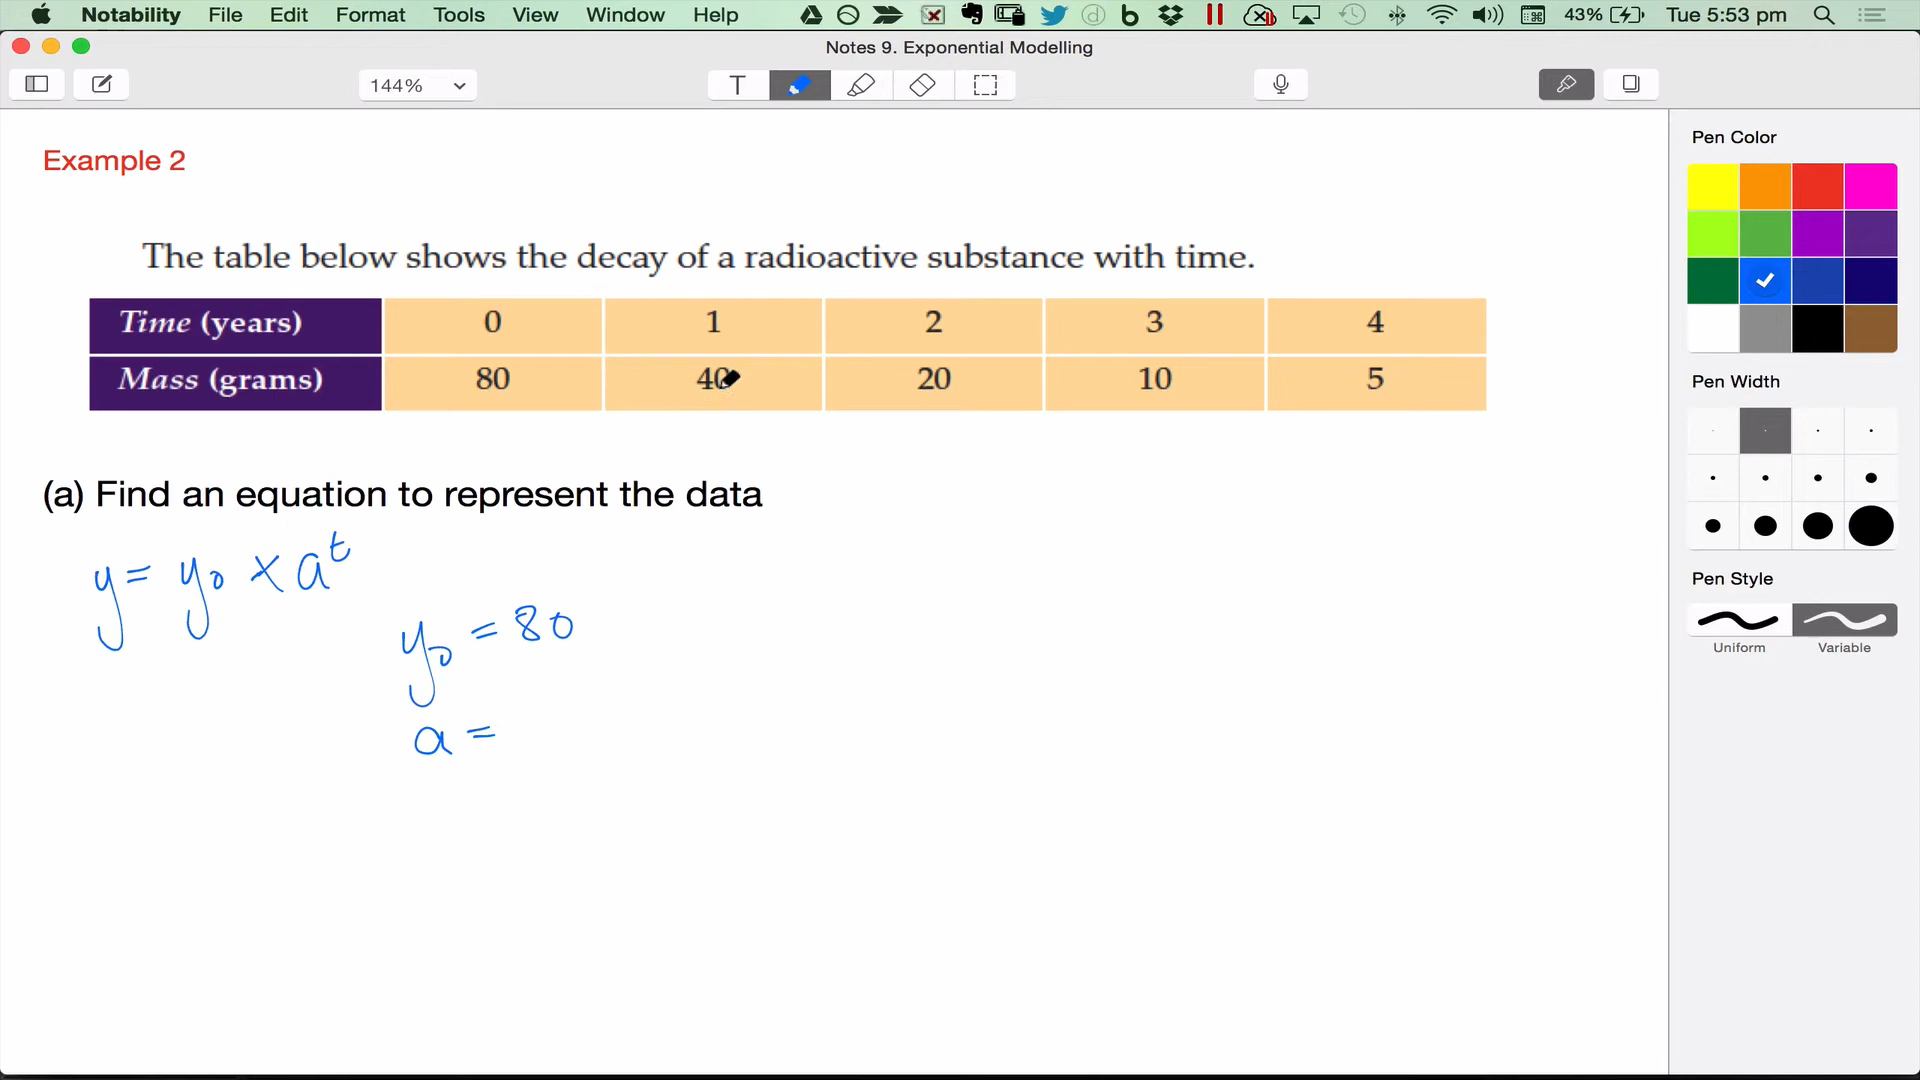 Notability File Edit Format Tools View Window Help 43% Tue 5:53 pm
Notes 9. Exponential Modelling
144% T
Example 2
The table below shows the decay of a radioactive substance with time.
Time (years) 0 1 2 3 4
Mass (grams) 80 40 20 10 5
(a) Find an equation to represent the data
y = y₀ × aᵗ
y₀ = 80
a =
Pen Color
Pen Width
Pen Style
Uniform Variable